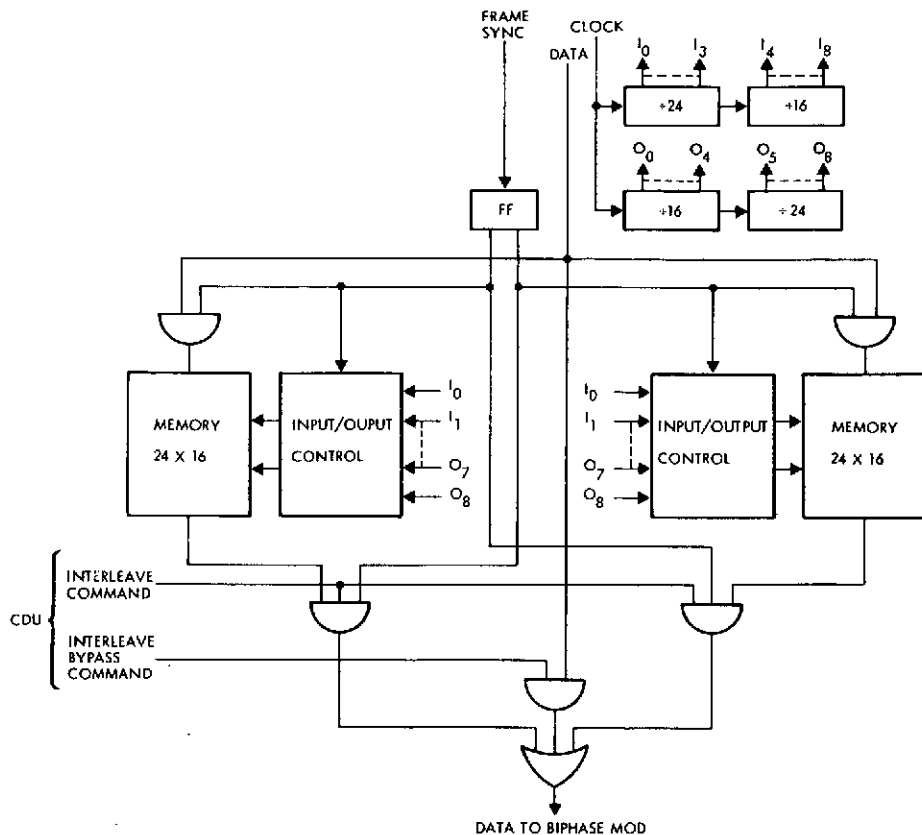 FRAME
SYNC
CLOCK
DATA
I0 I3 I4 I8
÷24 ÷16
O0 O4 O5 O8
÷16 ÷24
FF
MEMORY
24 X 16
INPUT/OUPUT
CONTROL
I0
I1
O7
O8
I0
I1
O7
O8
INPUT/OUTPUT
CONTROL
MEMORY
24 X 16
CDU
INTERLEAVE
COMMAND
INTERLEAVE
BYPASS
COMMAND
DATA TO BIPHASE MOD